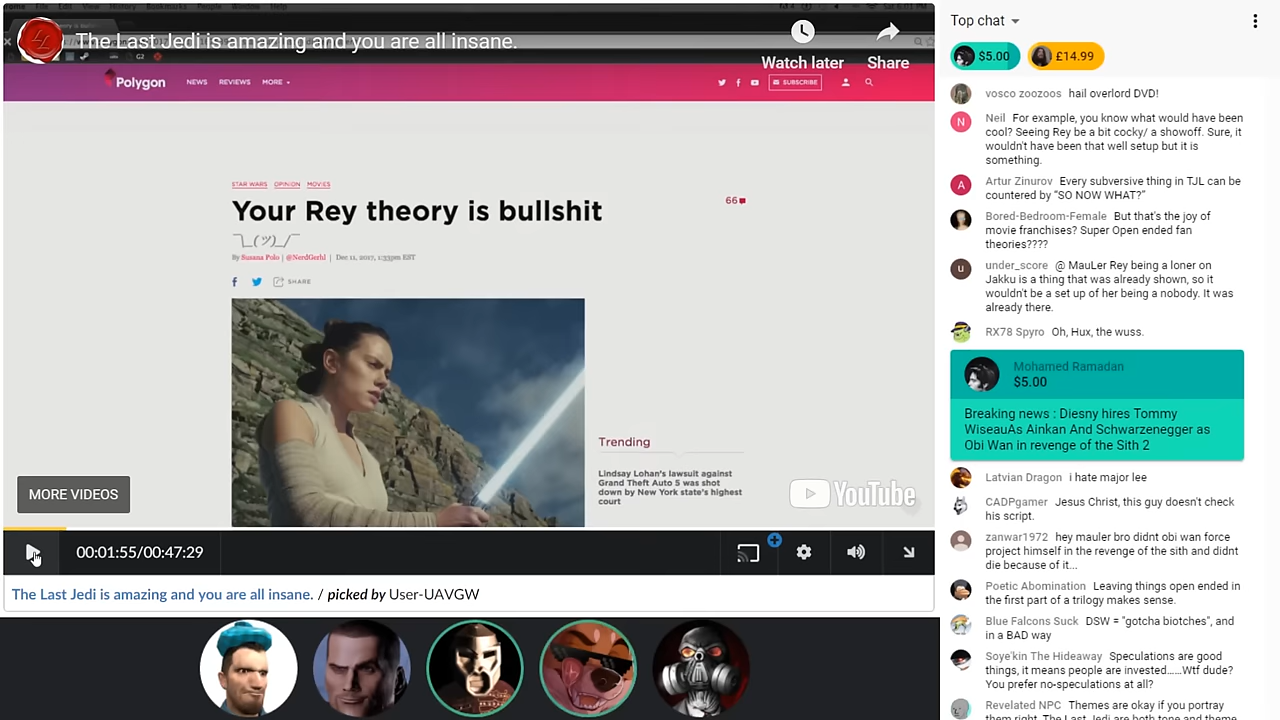 The Last Jedi is amazing and you are all insane.
Watch later
Share
Polygon
NEWS
REVIEWS
MORE
SUBSCRIBE
STAR WARS
OPINION
MOVIES
Your Rey theory is bullshit
66
¯\_(ツ)_/¯
By Susana Polo | @NerdGerhl | Dec 11, 2017, 1:33pm EST
SHARE
Trending
Lindsay Lohan's lawsuit against
Grand Theft Auto 5 was shot
down by New York state's highest
court
MORE VIDEOS
YouTube
00:01:55/00:47:29
The Last Jedi is amazing and you are all insane. / picked by User-UAVGW
Top chat
$5.00
£14.99
vosco zoozoos hail overlord DVD!
N
Neil For example, you know what would have been
cool? Seeing Rey be a bit cocky/ a showoff. Sure, it
wouldn't have been that well setup but it is
something.
A
Artur Zinurov Every subversive thing in TJL can be
countered by “SO NOW WHAT?”
Bored-Bedroom-Female But that's the joy of
movie franchises? Super Open ended fan
theories????
u
under_score @ MauLer Rey being a loner on
Jakku is a thing that was already shown, so it
wouldn't be a set up of her being a nobody. It was
already there.
RX78 Spyro Oh, Hux, the wuss.
Mohamed Ramadan
$5.00
Breaking news : Diesny hires Tommy
WiseauAs Ainkan And Schwarzenegger as
Obi Wan in revenge of the Sith 2
Latvian Dragon i hate major lee
CADPgamer Jesus Christ, this guy doesn't check
his script.
zanwar1972 hey mauler bro didnt obi wan force
project himself in the revenge of the sith and didnt
die because of it...
Poetic Abomination Leaving things open ended in
the first part of a trilogy makes sense.
Blue Falcons Suck DSW = "gotcha biotches", and
in a BAD way
Soye'kin The Hideaway Speculations are good
things, it means people are invested......Wtf dude?
You prefer no-speculations at all?
Revelated NPC Themes are okay if you portray
them right. The Last Jedi are both tone and theme